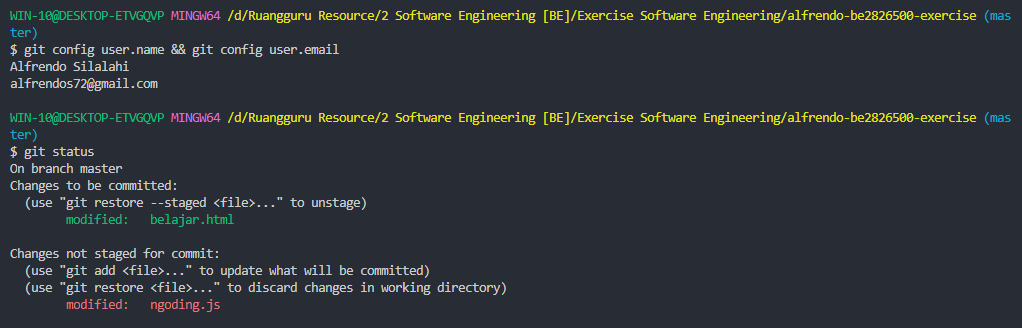 WIN-10@DESKTOP-ETVGQVP MINGW64 /d/Ruangguru Resource/2 Software Engineering [BE]/Exercise Software Engineering/alfrendo-be2826500-exercise (mas
ter)
$ git config user.name && git config user.email
Alfrendo Silalahi
alfrendos72@gmail.com
WIN-10@DESKTOP-ETVGQVP MINGW64 /d/Ruangguru Resource/2 Software Engineering [BE]/Exercise Software Engineering/alfrendo-be2826500-exercise (mas
ter)
$ git status
On branch master
Changes to be committed:
  (use "git restore --staged <file>..." to unstage)
        modified:   belajar.html
Changes not staged for commit:
  (use "git add <file>..." to update what will be committed)
  (use "git restore <file>..." to discard changes in working directory)
        modified:   ngoding.js